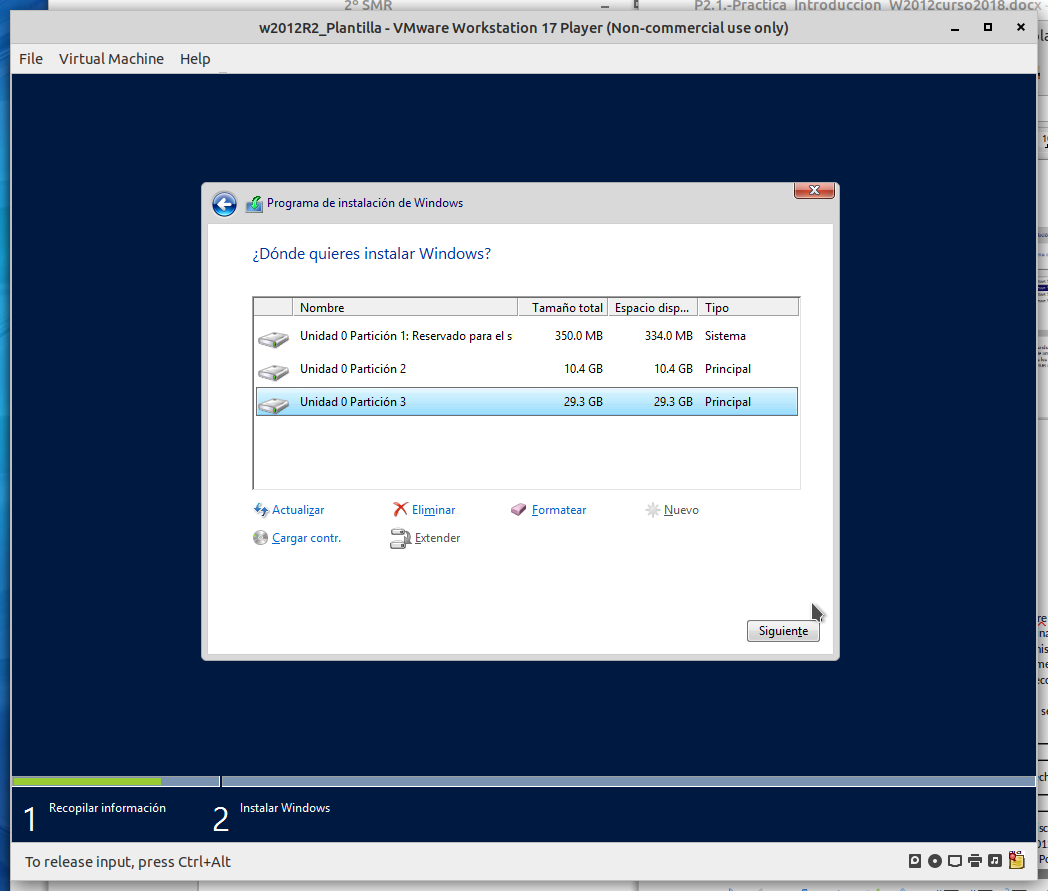 2º SMR
P2.1.-Practica_Introduccion_W2012curso2018.docx
w2012R2_Plantilla - VMware Workstation 17 Player (Non-commercial use only)
File Virtual Machine Help
Programa de instalación de Windows
¿Dónde quieres instalar Windows?
Nombre Tamaño total Espacio disp... Tipo
Unidad 0 Partición 1: Reservado para el s 350.0 MB 334.0 MB Sistema
Unidad 0 Partición 2 10.4 GB 10.4 GB Principal
Unidad 0 Partición 3 29.3 GB 29.3 GB Principal
Actualizar Eliminar Formatear Nuevo
Cargar contr. Extender
Siguiente
1 Recopilar información 2 Instalar Windows
To release input, press Ctrl+Alt